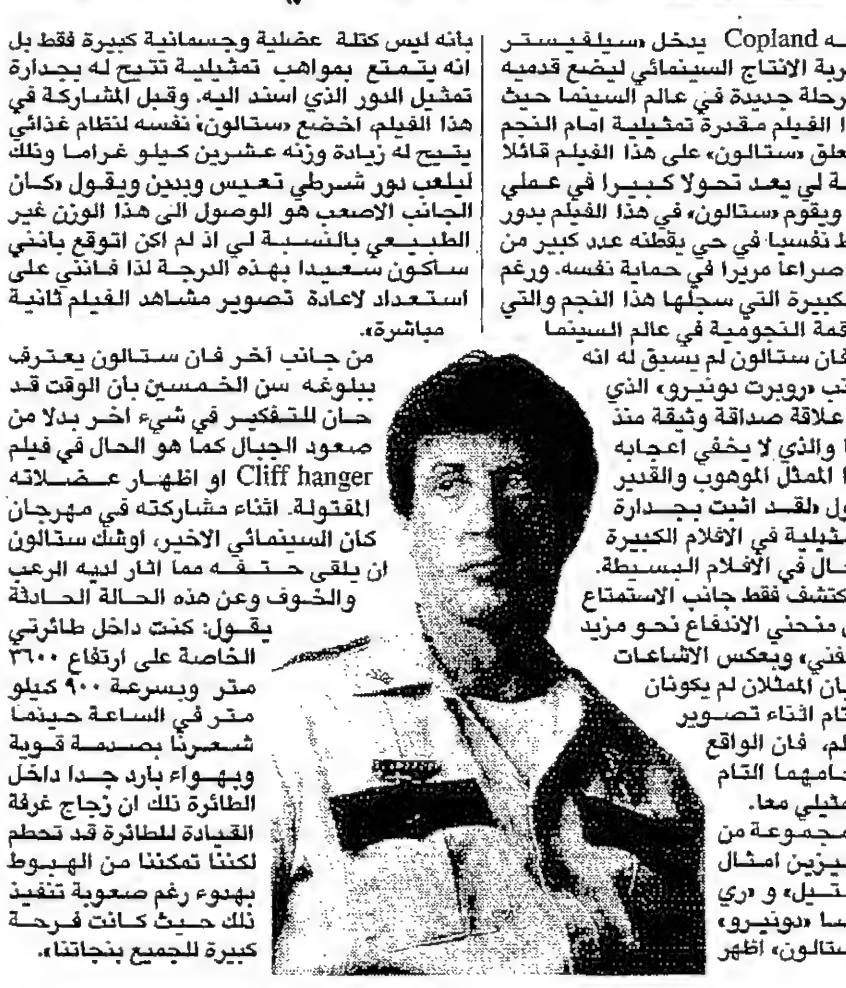 ـه Copland يدخل «سيلفيستر
رية الانتاج السينمائي ليضع قدميه
رحلة جديدة في عالم السينما حيث
ا الفيلم مقدرة تمثيلية امام النجم
علق «ستالون» على هذا الفيلم قائلا
ـة لي يعد تحولا كبيرا في عملي
ويقوم «ستالون» في هذا الفيلم بدور
ط نفسيا في حي يقطنه عدد كبير من
صراعا مريرا في حماية نفسه. ورغم
كبيرة التي سجلها هذا النجم والتي
قمة النجومية في عالم السينما
فان ستالون لم يسبق له انه
تب «روبرت دونيرو» الذي
علاقة صداقة وثيقة منذ
ا والذي لا يخفي اعجابه
ا الممثل الموهوب والقدير
ول «لقد اثبت بجدارة
ـثيلية في الافلام الكبيرة
ـال في الافلام البسيطة.
كتشف فقط جانب الاستمتاع
ن منحني الاندفاع نحو مزيد
لفني» وبعكس الاشاعات
بان الممثلان لم يكونان
تام اثناء تصوير
لم، فان الواقع
جامهما التام
مثيلي معا.
مجموعة من
ـيزين امثال
ـتيل» و «ري
ـسا «دونيرو»
ستالون» اظهر
بانه ليس كتلة عضلية وجسمانية كبيرة فقط بل
انه يتمتع بمواهب تمثيلية تتيح له بجدارة
تمثيل الدور الذي اسند اليه. وقبل المشاركة في
هذا الفيلم، اخضع «ستالون» نفسه لنظام غذائي
يتيح له زيادة وزنه عشرين كيلو غراما وذلك
ليلعب دور شرطي تعيس وبدين ويقول «كان
الجانب الاصعب هو الوصول الى هذا الوزن غير
الطبيعي بالنسبة لي اذ لم اكن اتوقع بانني
ساكون سعيدا بهذه الدرجة لذا فانني على
استعداد لاعادة تصوير مشاهد الفيلم ثانية
مباشرة».
من جانب آخر فان ستالون يعترف
ببلوغه سن الخمسين بان الوقت قد
حان للتفكير في شيء اخر بدلا من
صعود الجبال كما هو الحال في فيلم
Cliff hanger او اظهار عضلاته
المفتولة. اثناء مشاركته في مهرجان
كان السينمائي الاخير، اوشك ستالون
ان يلقى حتفه مما اثار لديه الرعب
والخوف وعن هذه الحالة الحادثة
يقول: كنت داخل طائرتي
الخاصة على ارتفاع ٣٦٠٠
متر وبسرعة ٩٠٠ كيلو
متر في الساعة حينما
شعرنا بصدمة قوية
وبهواء بارد جدا داخل
الطائرة ذلك ان زجاج غرفة
القيادة للطائرة قد تحطم
لكننا تمكننا من الهبوط
بهدوء رغم صعوبة تنفيذ
ذلك حيث كانت فرحة
كبيرة للجميع بنجاتنا».